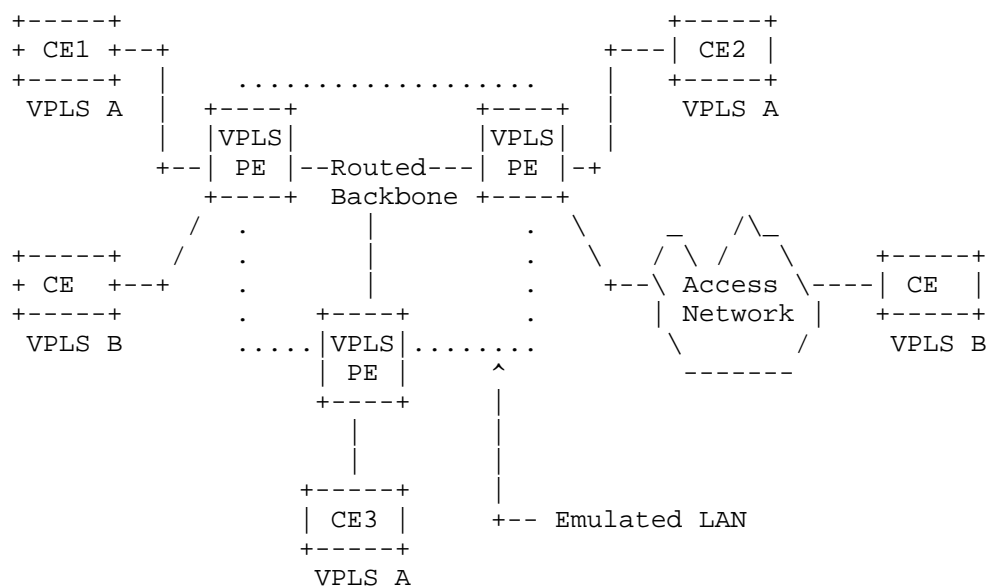 CE1 CE2
VPLS A VPLS A
VPLS VPLS
PE Routed PE
Backbone
CE Access CE
Network
VPLS B VPLS VPLS B
PE
CE3 Emulated LAN
VPLS A